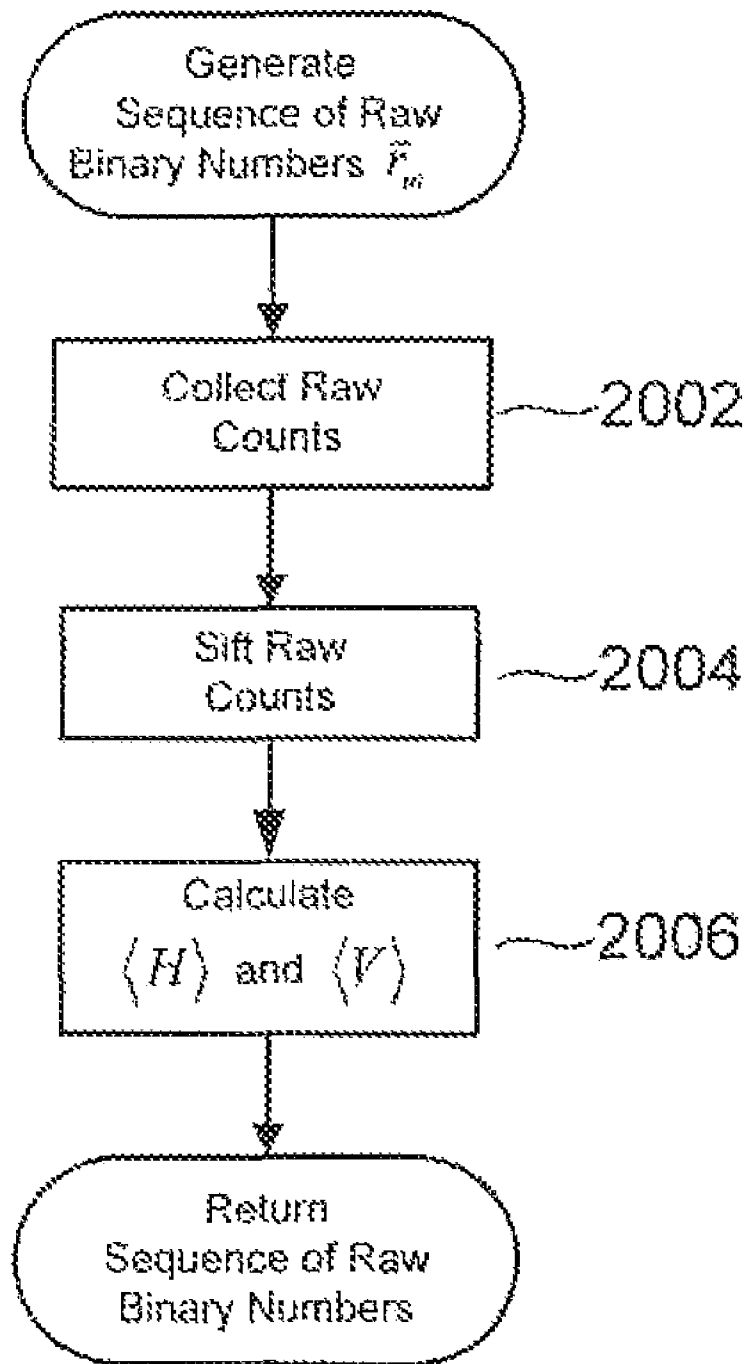 Generate
Sequence of Raw
Binary Numbers
Collect Raw
Counts
2002
Sift Raw
Counts
2004
Calculate
⟨H⟩ and ⟨V⟩
2006
Return
Sequence of Raw
Binary Numbers